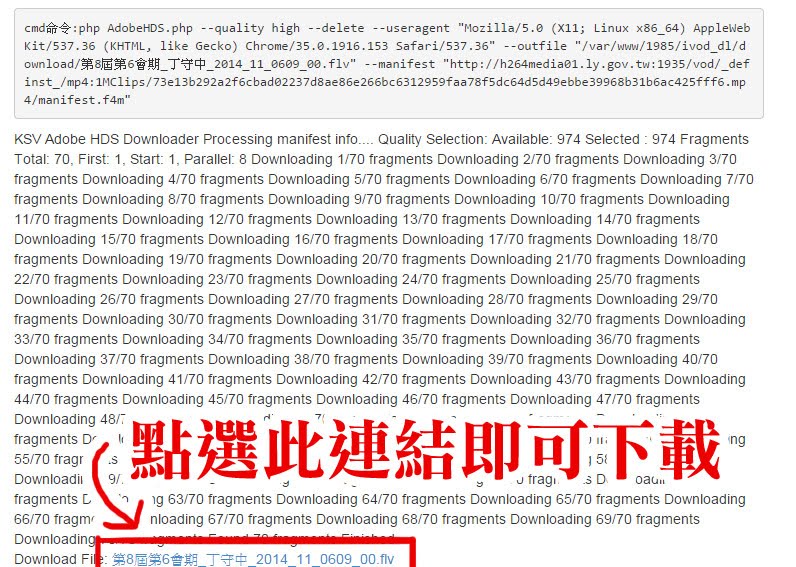 cmd命令:php AdobeHDS.php --quality high --delete --useragent "Mozilla/5.0 (X11; Linux x86_64) AppleWeb
Kit/537.36 (KHTML, like Gecko) Chrome/35.0.1916.153 Safari/537.36" --outfile "/var/www/1985/ivod_dl/d
ownload/第8屆第6會期_丁守中_2014_11_0609_00.flv" --manifest "http://h264media01.ly.gov.tw:1935/vod/_def
inst_/mp4:1MClips/73e13b292a2f6cbad02237d8ae86e266bc6312959faa78f5dc64d5d49ebbe39968b31b6ac425fff6.mp
4/manifest.f4m"
KSV Adobe HDS Downloader Processing manifest info.... Quality Selection: Available: 974 Selected : 974 Fragments
Total: 70, First: 1, Start: 1, Parallel: 8 Downloading 1/70 fragments Downloading 2/70 fragments Downloading 3/70
fragments Downloading 4/70 fragments Downloading 5/70 fragments Downloading 6/70 fragments Downloading 7/70
fragments Downloading 8/70 fragments Downloading 9/70 fragments Downloading 10/70 fragments Downloading
11/70 fragments Downloading 12/70 fragments Downloading 13/70 fragments Downloading 14/70 fragments
Downloading 15/70 fragments Downloading 16/70 fragments Downloading 17/70 fragments Downloading 18/70
fragments Downloading 19/70 fragments Downloading 20/70 fragments Downloading 21/70 fragments Downloading
22/70 fragments Downloading 23/70 fragments Downloading 24/70 fragments Downloading 25/70 fragments
Downloading 26/70 fragments Downloading 27/70 fragments Downloading 28/70 fragments Downloading 29/70
fragments Downloading 30/70 fragments Downloading 31/70 fragments Downloading 32/70 fragments Downloading
33/70 fragments Downloading 34/70 fragments Downloading 35/70 fragments Downloading 36/70 fragments
Downloading 37/70 fragments Downloading 38/70 fragments Downloading 39/70 fragments Downloading 40/70
fragments Downloading 41/70 fragments Downloading 42/70 fragments Downloading 43/70 fragments Downloading
44/70 fragments Downloading 45/70 fragments Downloading 46/70 fragments Downloading 47/70 fragments
Downloading 48/7
fragments
點選此連結即可下載
55/70
fragments 63/70 fragments Downloading 64/70 fragments Downloading 65/70 fragments Downloading
66/70 Downloading 67/70 fragments Downloading 68/70 fragments Downloading 69/70 fragments
Downloading fragments Found 70 fragments Finished
Download File: 第8屆第6會期_丁守中_2014_11_0609_00.flv